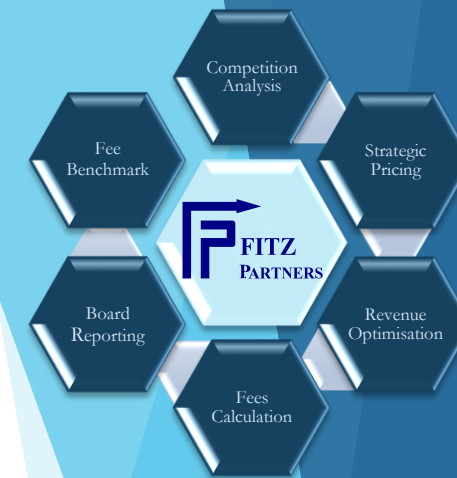 Competition
Analysis
Fee
Benchmark
Strategic
Pricing
FITZ
PARTNERS
Board
Reporting
Revenue
Optimisation
Fees
Calculation